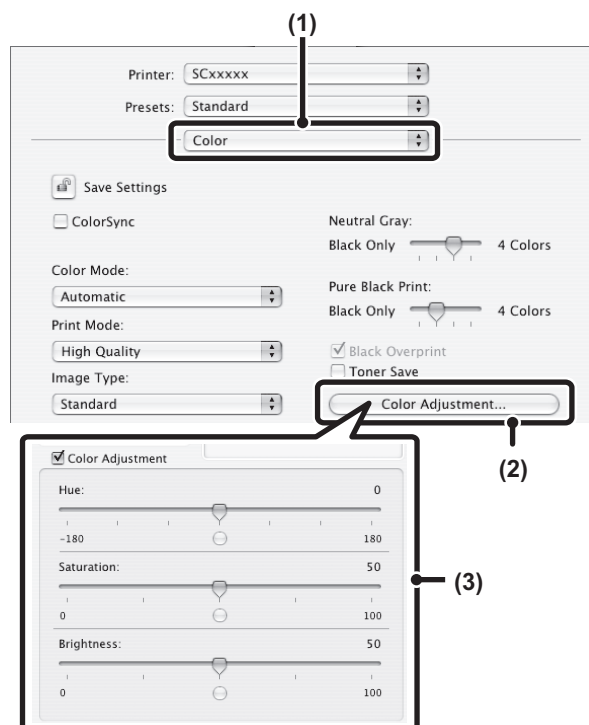 (1)
Printer: SCxxxxx
Presets: Standard
Color
Save Settings
ColorSync
Color Mode:
Automatic
Print Mode:
High Quality
Image Type:
Standard
Neutral Gray:
Black Only 4 Colors
Pure Black Print:
Black Only 4 Colors
Black Overprint
Toner Save
Color Adjustment...
(2)
Color Adjustment
Hue: 0
-180 180
Saturation: 50
0 100
Brightness: 50
0 100
(3)